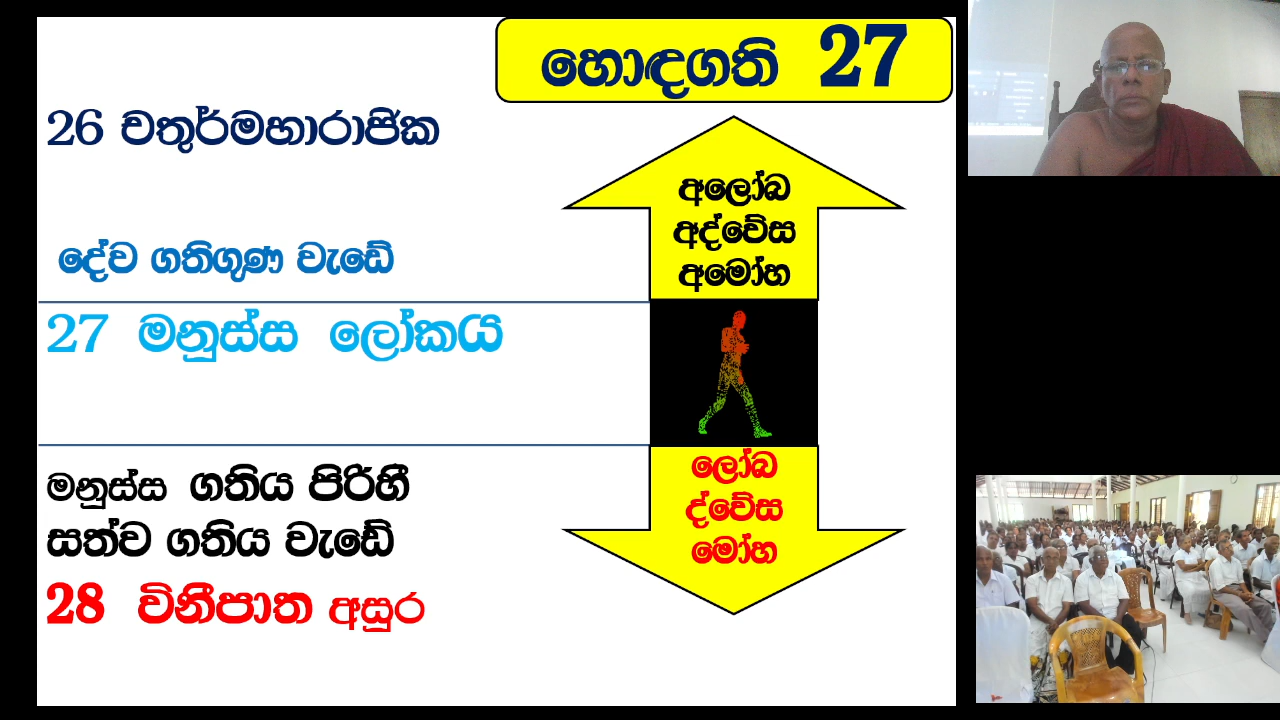 හොඳගති 27
26 චතුර්මහාරාජික
අලෝබ
අද්වේස
අමෝහ
දේව ගතිගුණ වැඩේ
27 මනුස්ස ලෝකය
මනුස්ස ගතිය පිරිහී
සත්ව ගතිය වැඩේ
28 විනීපාත අසුර
ලෝබ
ද්වේස
මෝහ